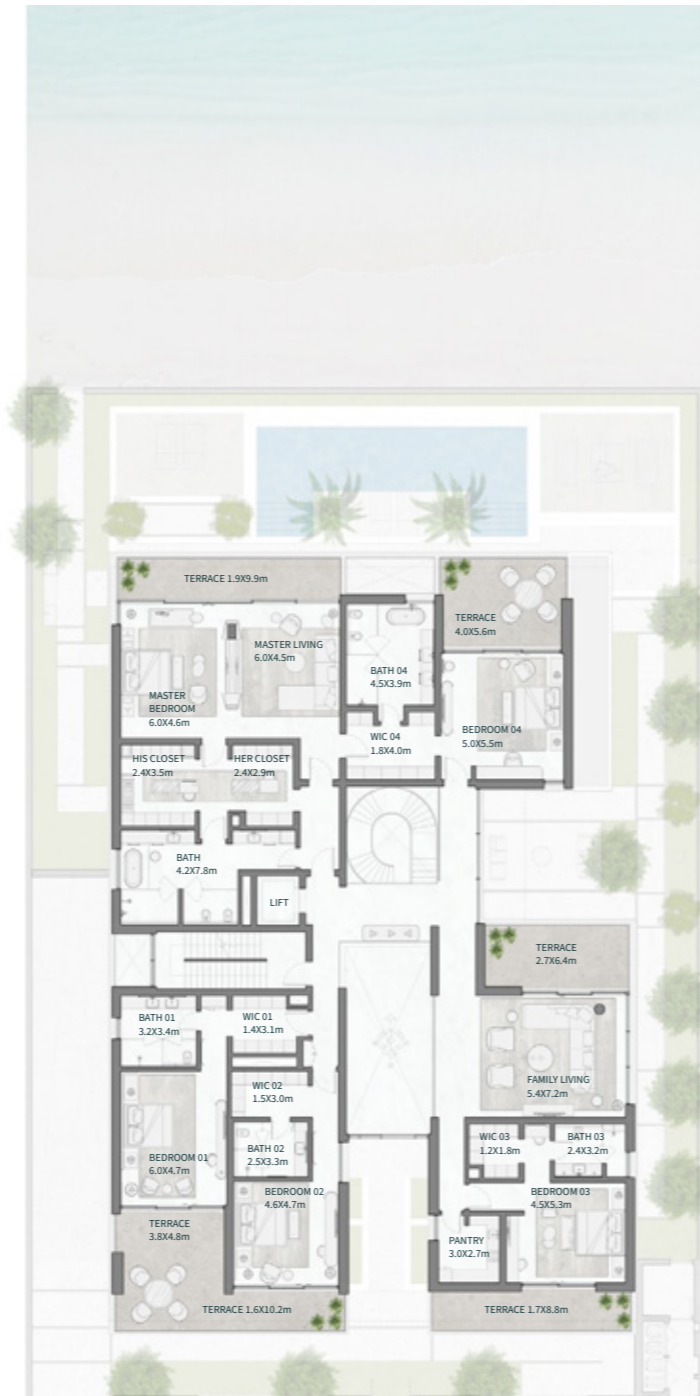 TERRACE 1.9X9.9m
MASTER LIVING
6.0X4.5m
MASTER
BEDROOM
6.0X4.6m
TERRACE
4.0X5.6m
BATH 04
4.5X3.9m
WIC 04
1.8X4.0m
BEDROOM 04
5.0X5.5m
HIS CLOSET
2.4X3.5m
HER CLOSET
2.4X2.9m
BATH
4.2X7.8m
LIFT
TERRACE
2.7X6.4m
BATH 01
3.2X3.4m
WIC 01
1.4X3.1m
FAMILY LIVING
5.4X7.2m
WIC 02
1.5X3.0m
BATH 02
2.5X3.3m
WIC 03
1.2X1.8m
BATH 03
2.4X3.2m
BEDROOM 01
6.0X4.7m
BEDROOM 02
4.6X4.7m
BEDROOM 03
4.5X5.3m
TERRACE
3.8X4.8m
PANTRY
3.0X2.7m
TERRACE 1.6X10.2m
TERRACE 1.7X8.8m